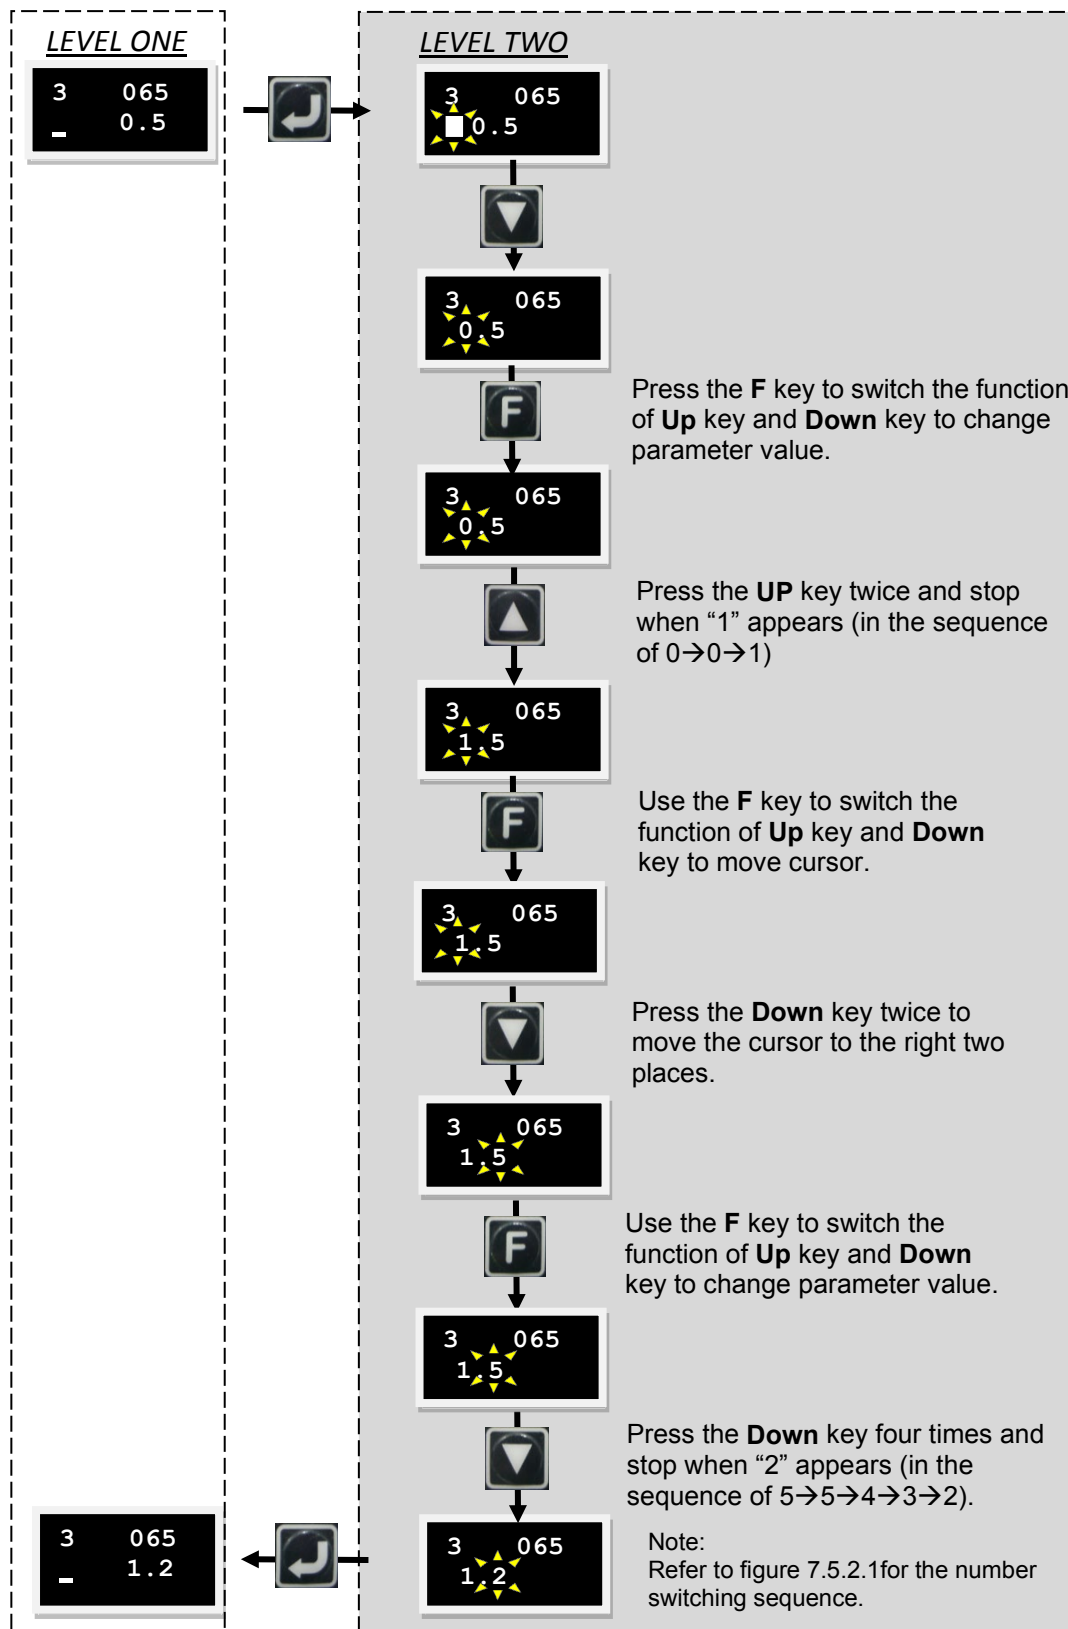 LEVEL ONE
LEVEL TWO
3 065
_ 0.5
3 065
0.5
3 065
0.5
F
Press the F key to switch the function
of Up key and Down key to change
parameter value.
3 065
0.5
Press the UP key twice and stop
when “1” appears (in the sequence
of 0→0→1)
3 065
1.5
F
Use the F key to switch the
function of Up key and Down
key to move cursor.
3 065
1.5
Press the Down key twice to
move the cursor to the right two
places.
3 065
1.5
F
Use the F key to switch the
function of Up key and Down
key to change parameter value.
3 065
1.5
Press the Down key four times and
stop when “2” appears (in the
sequence of 5→5→4→3→2).
3 065
_ 1.2
3 065
1.2
Note:
Refer to figure 7.5.2.1for the number
switching sequence.